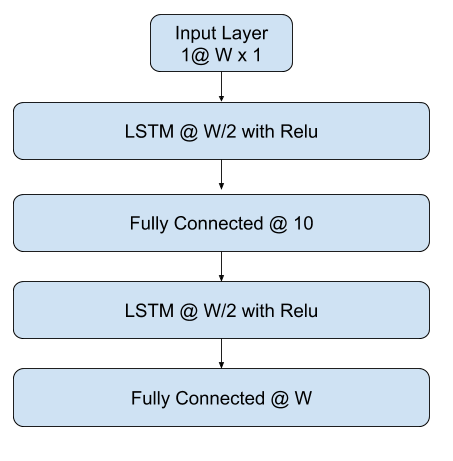 Input Layer
1@ W x 1
LSTM @ W/2 with Relu
Fully Connected @ 10
LSTM @ W/2 with Relu
Fully Connected @ W